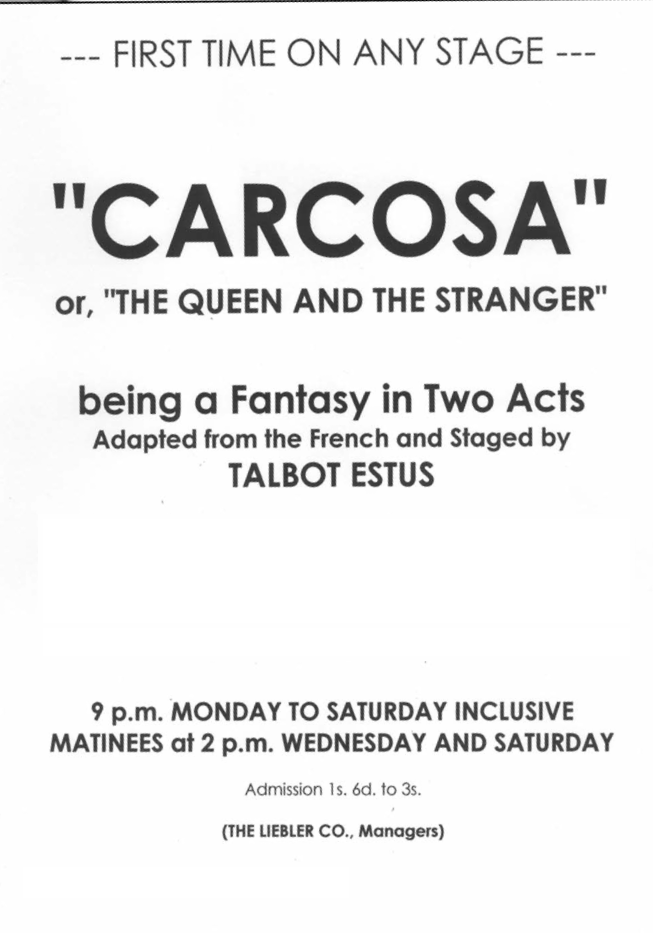 --- FIRST TIME ON ANY STAGE ---
"CARCOSA"
or, "THE QUEEN AND THE STRANGER"
being a Fantasy in Two Acts
Adapted from the French and Staged by
TALBOT ESTUS
9 p.m. MONDAY TO SATURDAY INCLUSIVE
MATINEES at 2 p.m. WEDNESDAY AND SATURDAY
Admission 1s. 6d. to 3s.
(THE LIEBLER CO., Managers)